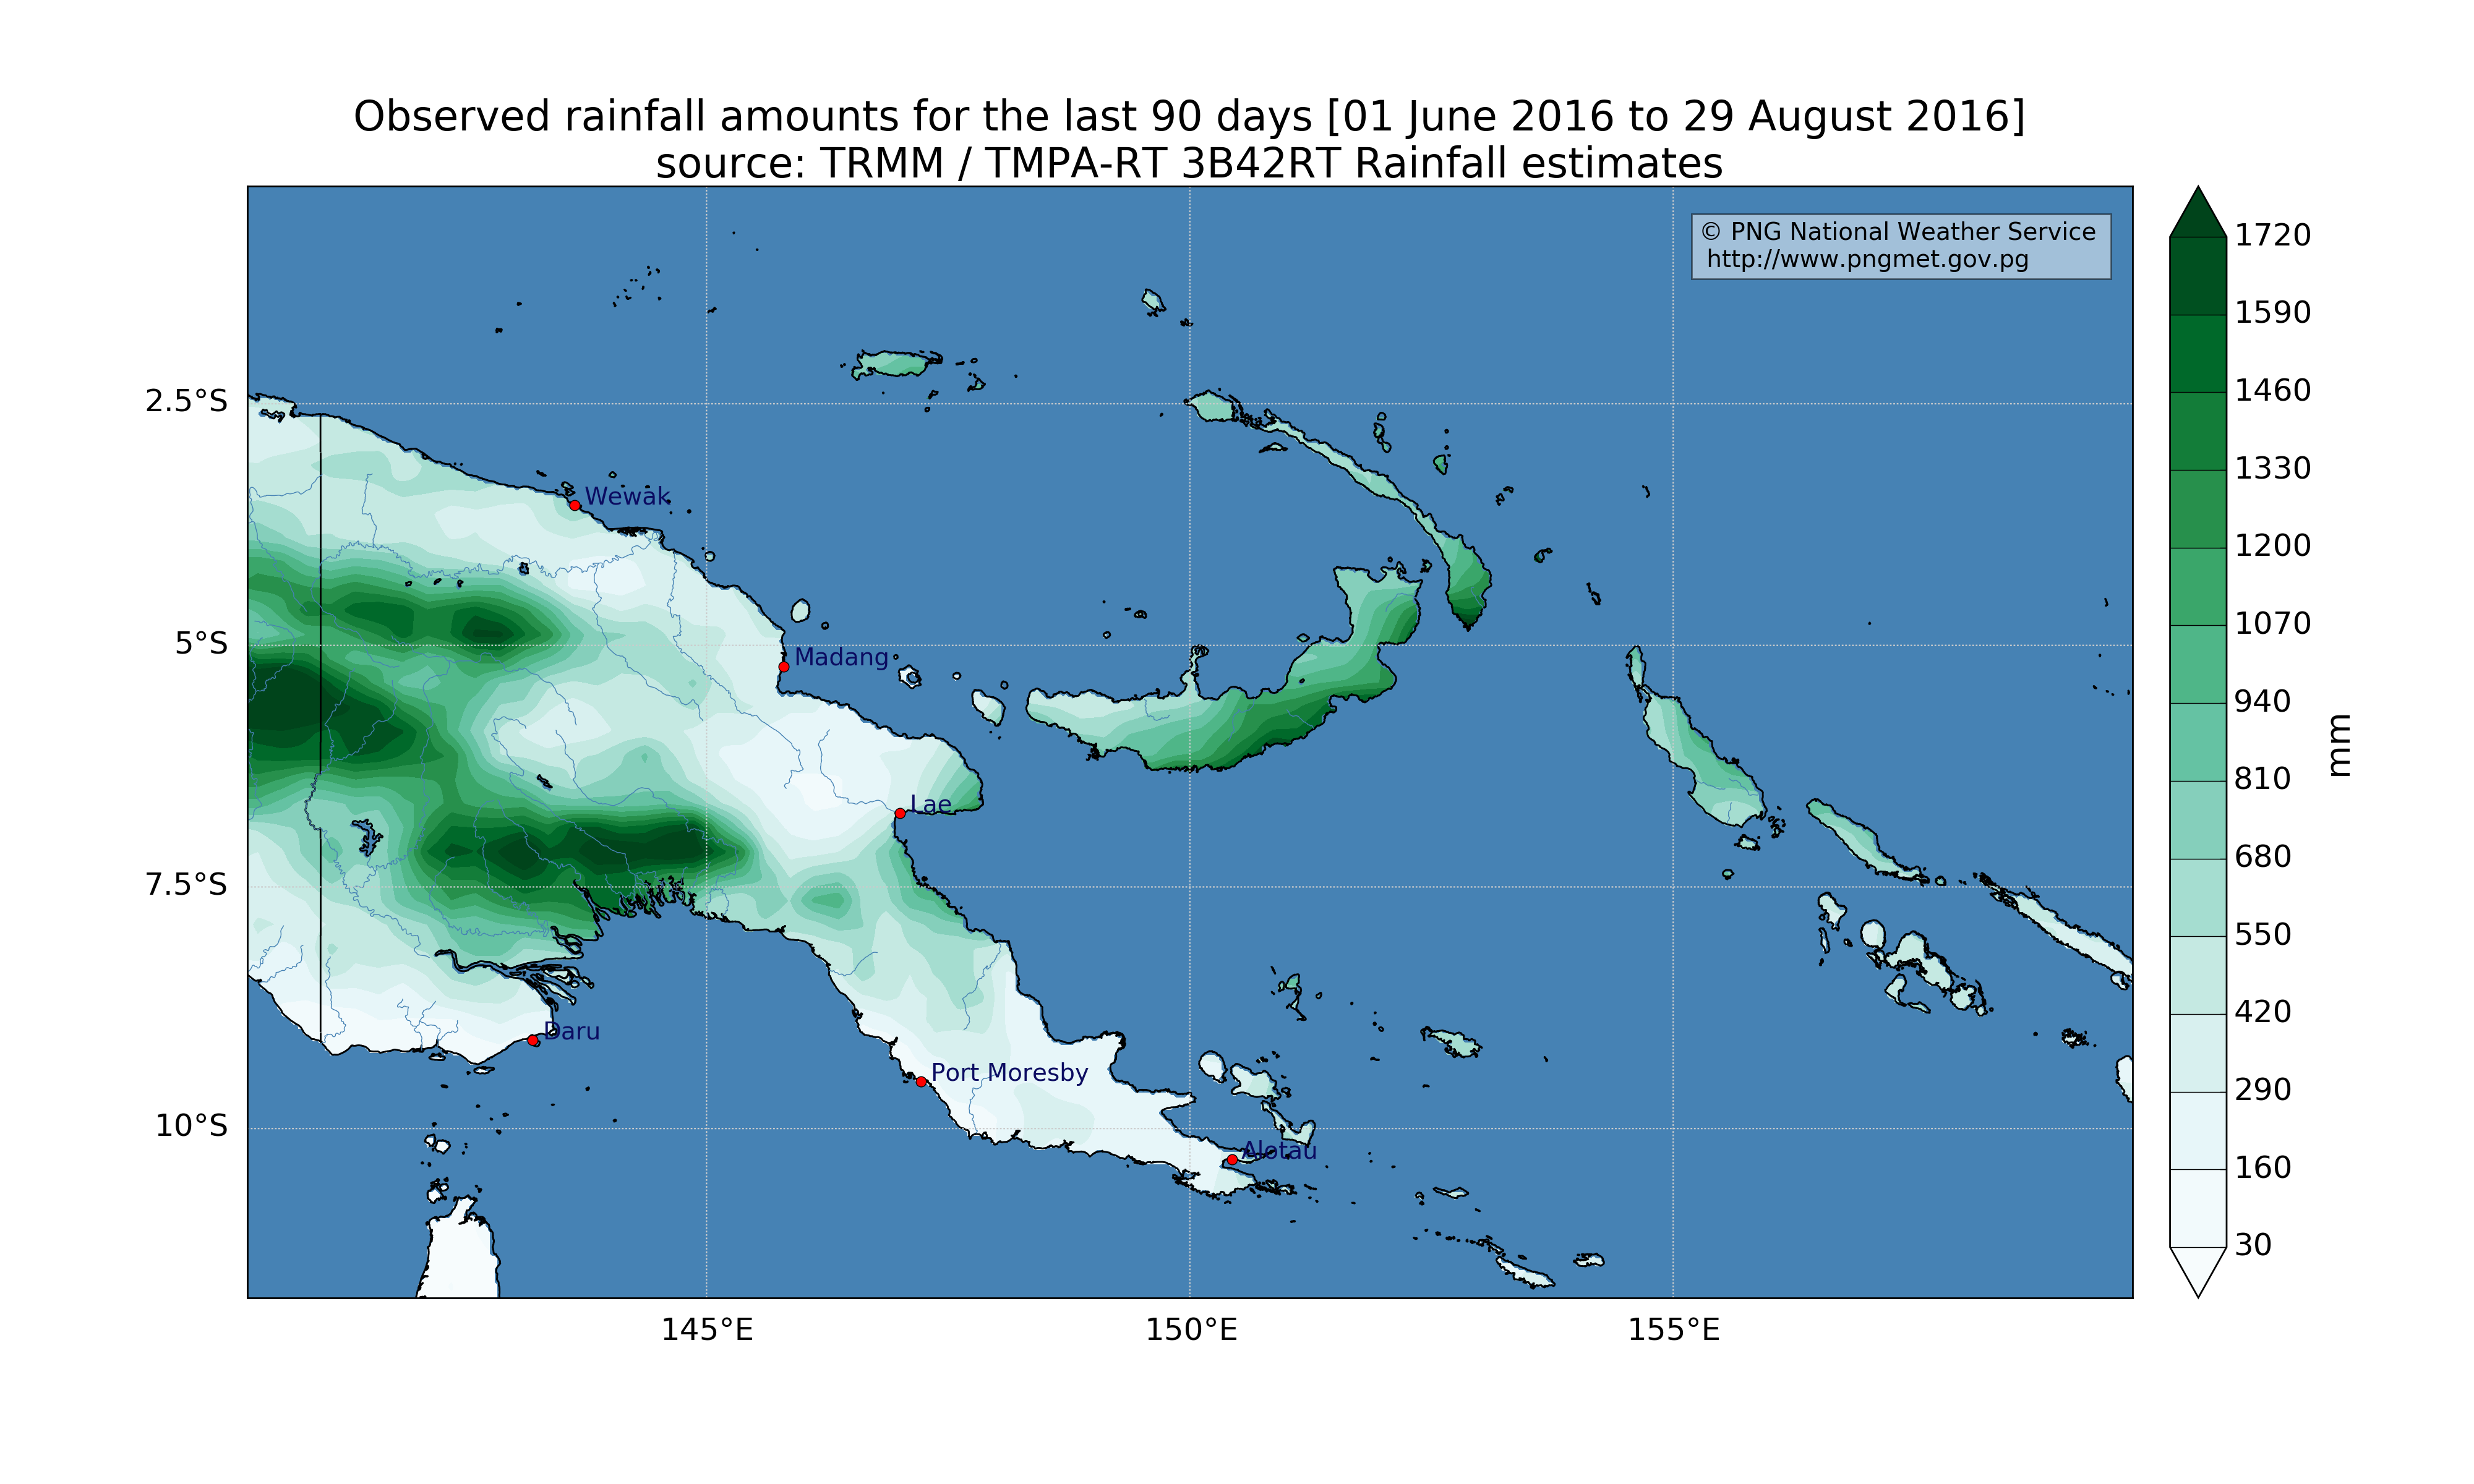 Observed rainfall amounts for the last 90 days [01 June 2016 to 29 August 2016]
source: TRMM / TMPA-RT 3B42RT Rainfall estimates
© PNG National Weather Service
http://www.pngmet.gov.pg
1720
1590
1460
1330
1200
1070
940
810
680
550
420
290
160
30
mm
2.5°S
5°S
7.5°S
10°S
Wewak
Madang
Lae
Daru
Port Moresby
Alotau
145°E
150°E
155°E